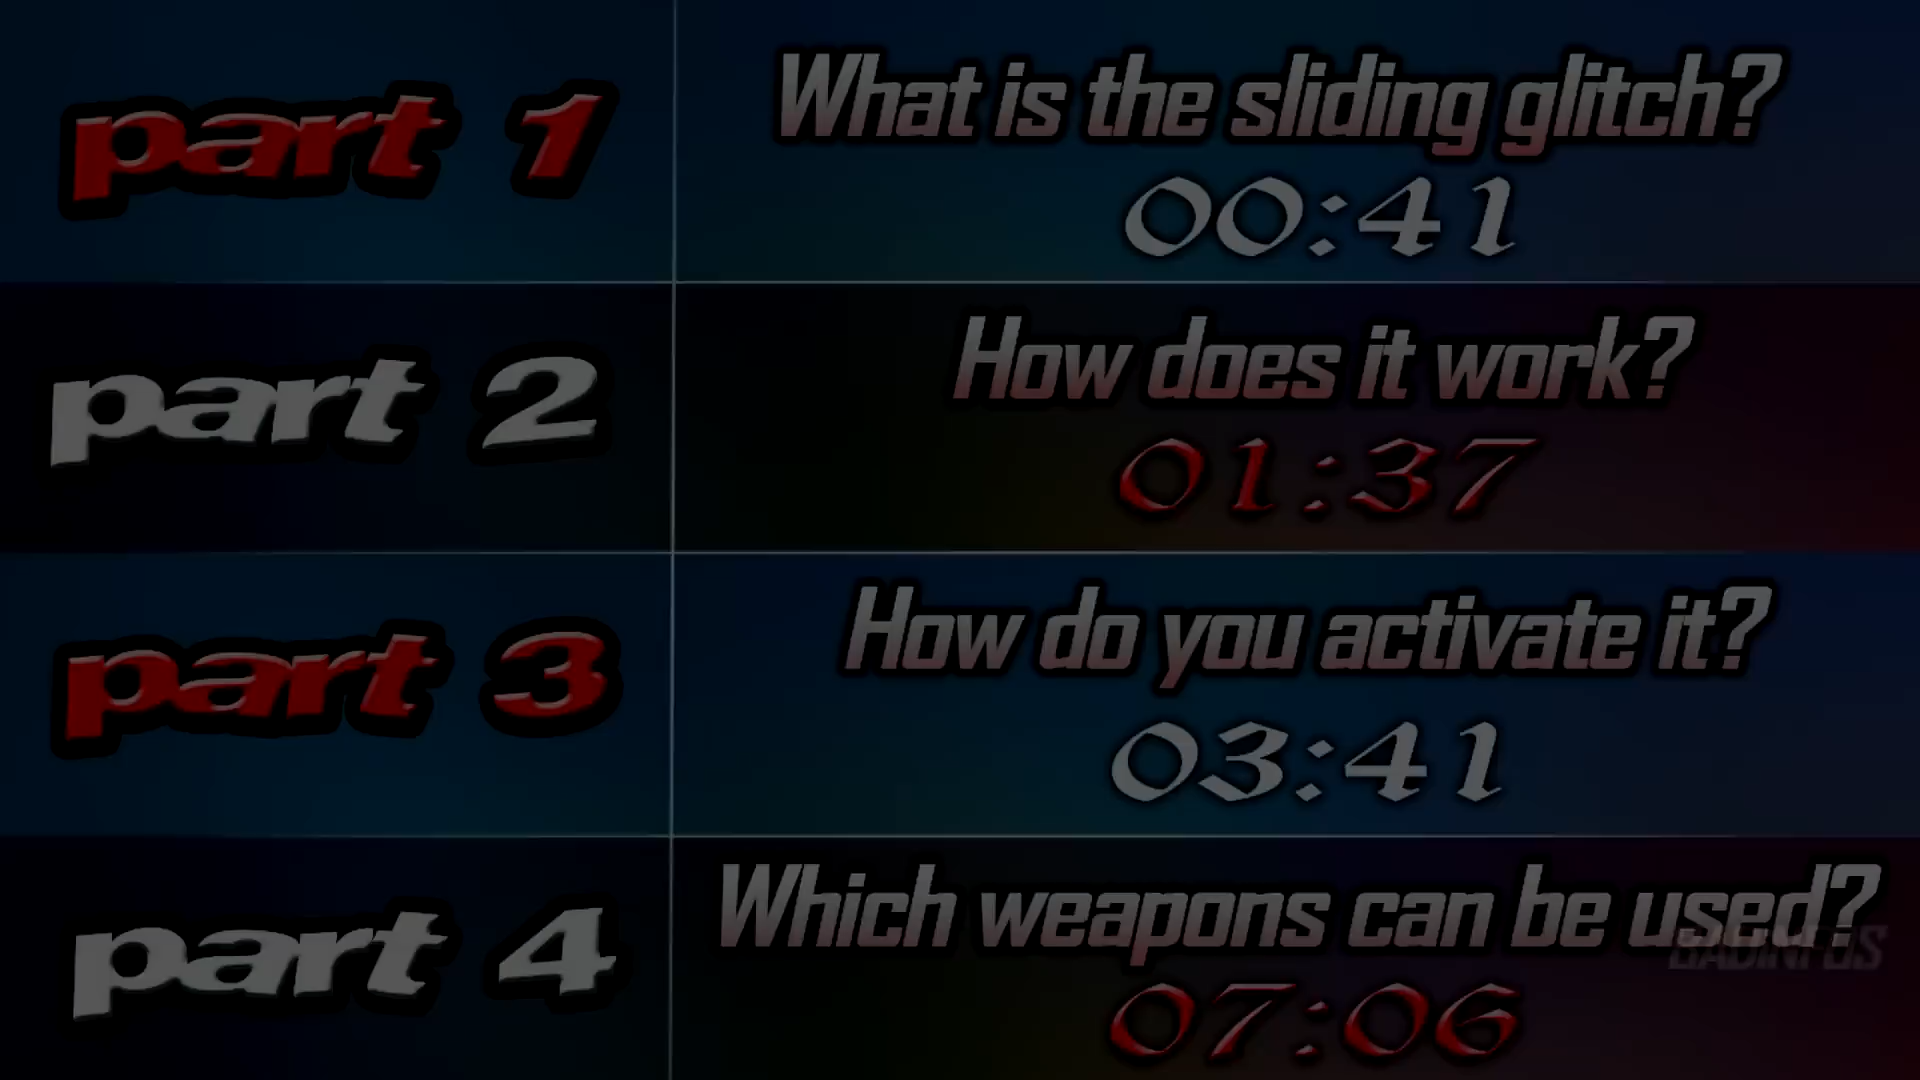 part 1
What is the sliding glitch?
00:41
part 2
How does it work?
01:37
part 3
How do you activate it?
03:41
part 4
Which weapons can be used?
BADINFOS
07:06